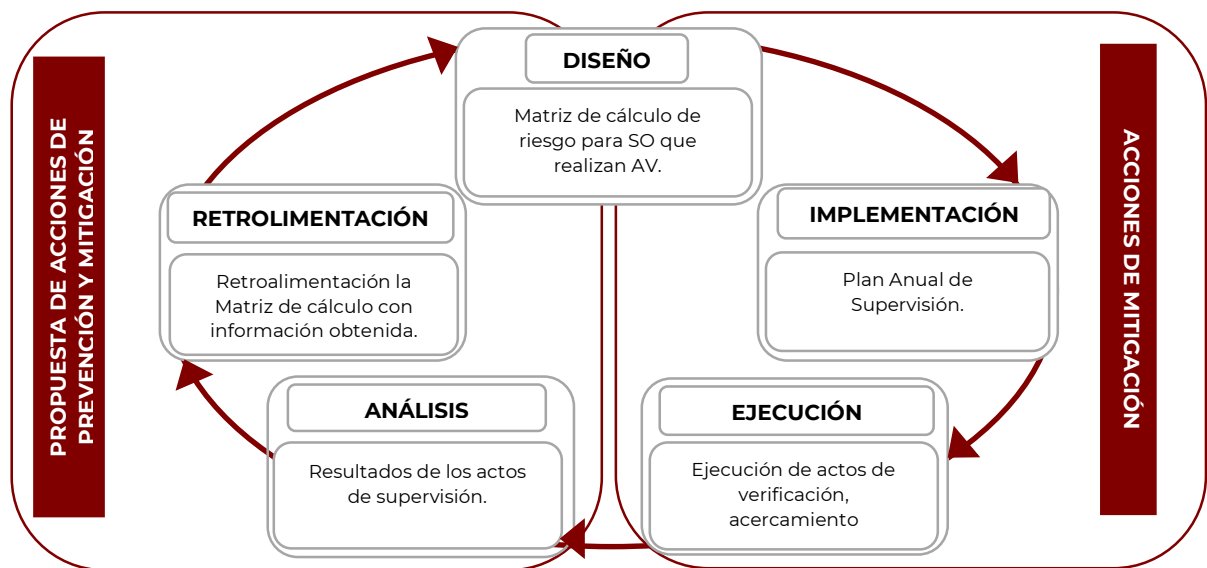 PROPUESTA DE ACCIONES DE
PREVENCIÓN Y MITIGACIÓN
DISEÑO
Matriz de cálculo de
riesgo para SO que
realizan AV.
RETROLIMENTACIÓN
Retroalimentación la
Matriz de cálculo con
información obtenida.
IMPLEMENTACIÓN
Plan Anual de
Supervisión.
ANÁLISIS
Resultados de los actos
de supervisión.
EJECUCIÓN
Ejecución de actos de
verificación,
acercamiento
ACCIONES DE MITIGACIÓN